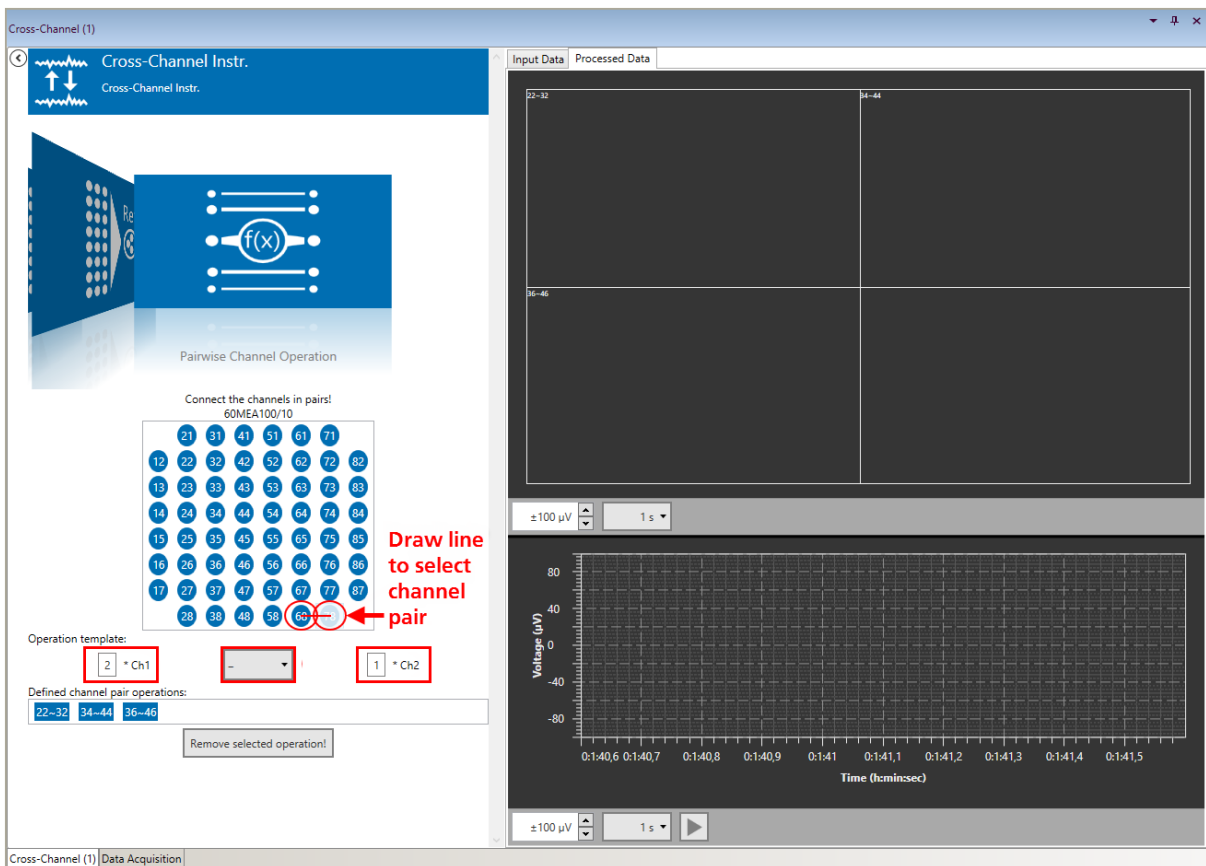 Cross-Channel (1)
Cross-Channel Instr.
Cross-Channel Instr.
Re
f(x)
Pairwise Channel Operation
Connect the channels in pairs!
60MEA100/10
21 31 41 51 61 71
12 22 32 42 52 62 72 82
13 23 33 43 53 63 73 83
14 24 34 44 54 64 74 84
15 25 35 45 55 65 75 85
16 26 36 46 56 66 76 86
17 27 37 47 57 67 77 87
28 38 48 58 68
Draw line
to select
channel
pair
Operation template:
2 * Ch1 - 1 * Ch2
Defined channel pair operations:
22~32 34~44 36~46
Remove selected operation!
Input Data Processed Data
22~32 34~44
36~46
±100 µV 1 s
80
40
0
-40
-80
Voltage (µV)
0:1:40,6 0:1:40,7 0:1:40,8 0:1:40,9 0:1:41 0:1:41,1 0:1:41,2 0:1:41,3 0:1:41,4 0:1:41,5
Time (h:min:sec)
±100 µV 1 s
Cross-Channel (1) Data Acquisition